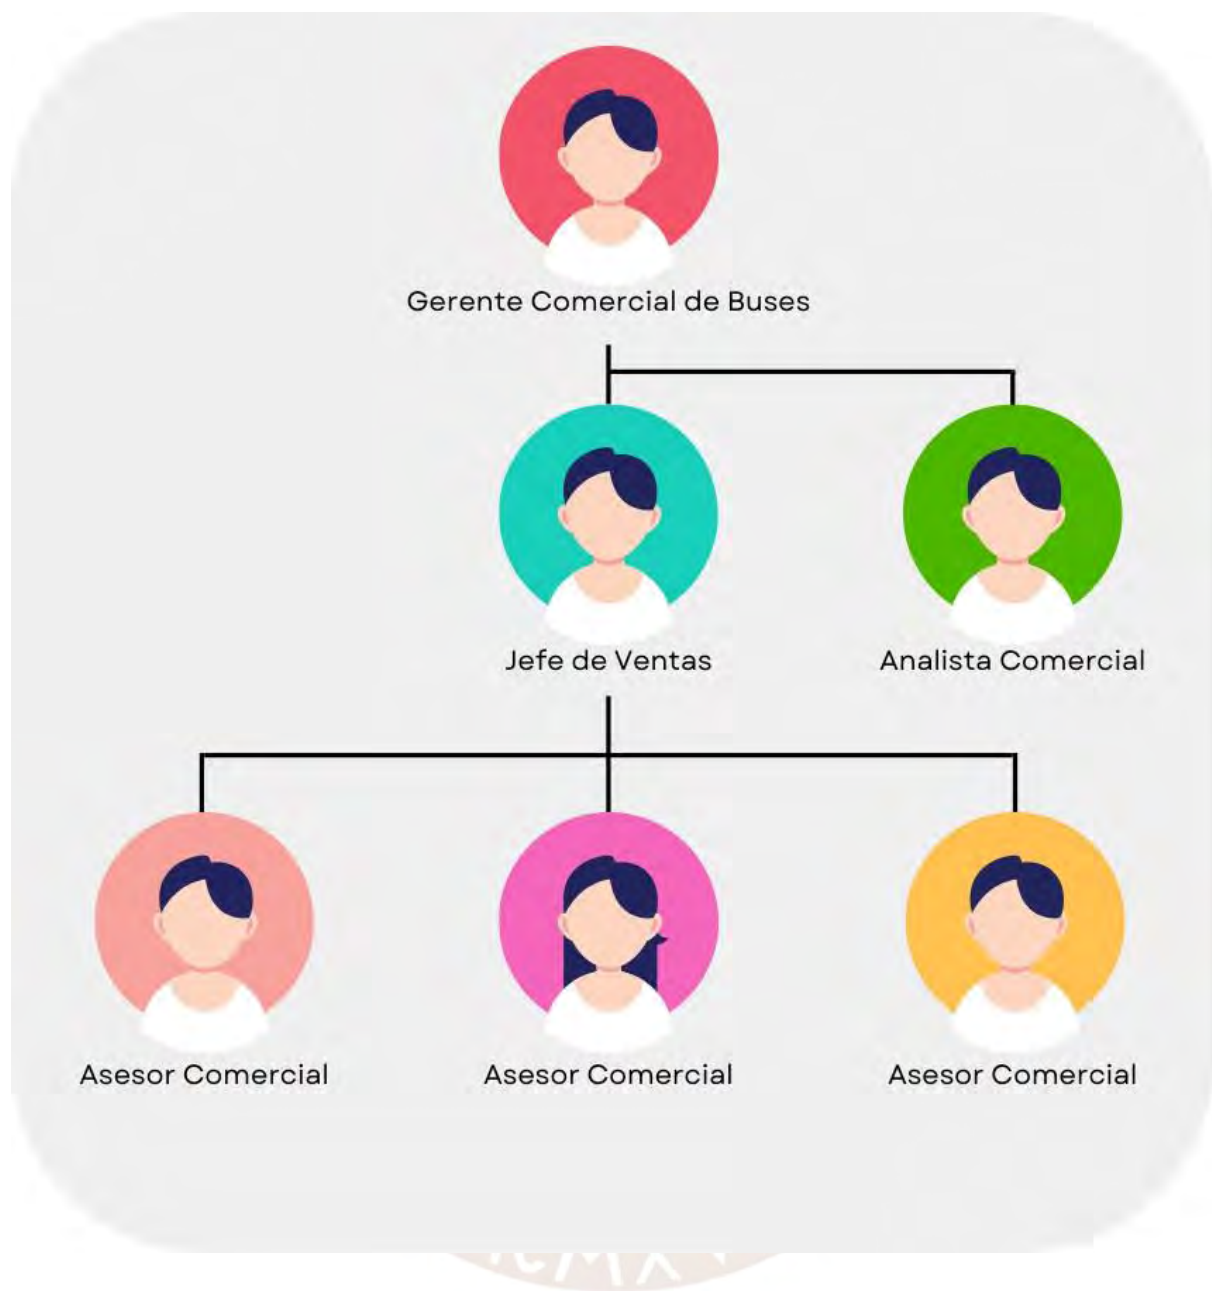 Gerente Comercial de Buses
Jefe de Ventas
Analista Comercial
Asesor Comercial
Asesor Comercial
Asesor Comercial